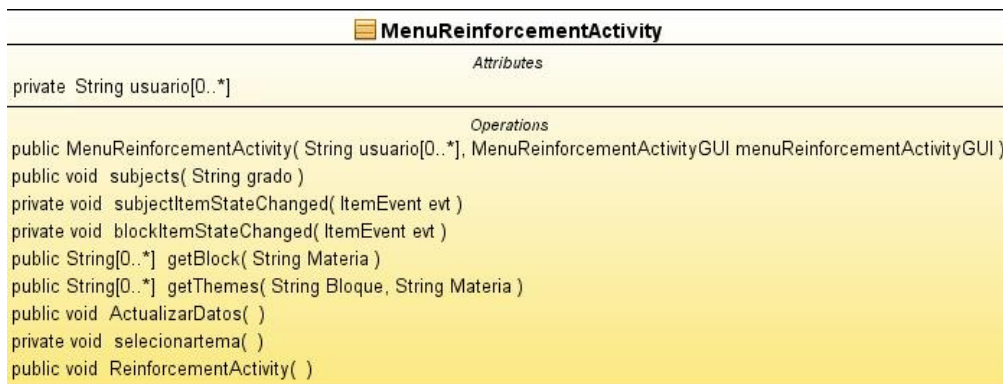 MenuReinforcementActivity
Attributes
private String usuario[0..*]
Operations
public MenuReinforcementActivity( String usuario[0..*], MenuReinforcementActivityGUI menuReinforcementActivityGUI )
public void subjects( String grado )
private void subjectItemStateChanged( ItemEvent evt )
private void blockItemStateChanged( ItemEvent evt )
public String[0..*] getBlock( String Materia )
public String[0..*] getThemes( String Bloque, String Materia )
public void ActualizarDatos( )
private void selecionartema( )
public void ReinforcementActivity( )